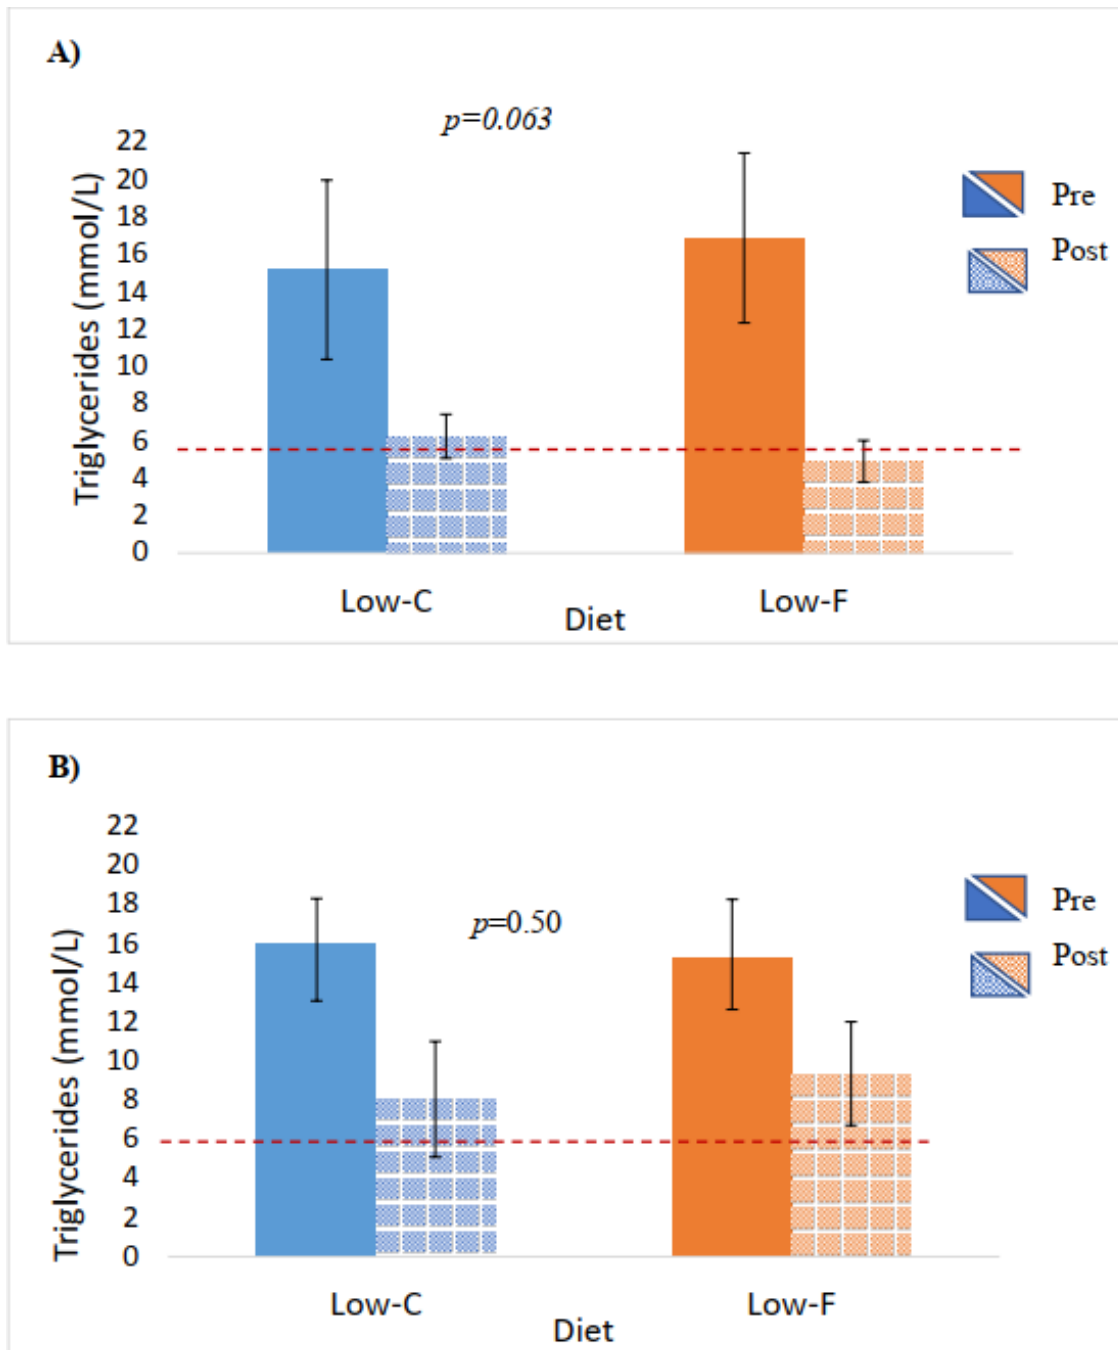 A)
p=0.063
22
20
18
16
14
12
10
8
6
4
2
0
Triglycerides (mmol/L)
Pre
Post
Low-C
Low-F
Diet
B)
22
20
18
16
14
12
10
8
6
4
2
0
Triglycerides (mmol/L)
p=0.50
Pre
Post
Low-C
Low-F
Diet